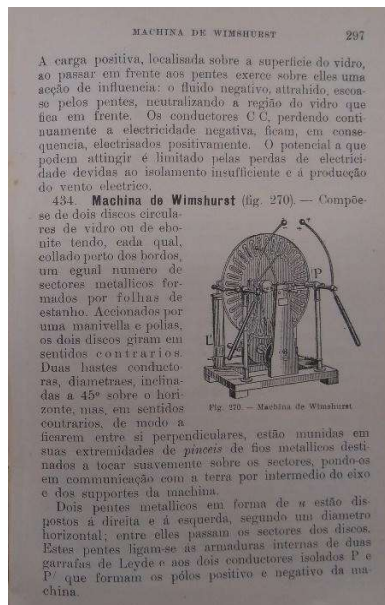 MACHINA DE WIMSHURST 297
A carga positiva, localisada sobre a superficie do vidro,
ao passar em frente aos pentes exerce sobre elles uma
acção de influencia: o fluido negativo, attrahido, escoa-
se pelos pentes, neutralizando a região do vidro que
fica em frente. Os conductores C C, perdendo conti-
nuamente a electricidade negativa, ficam, em conse-
quencia, electrisados positivamente. O potencial a que
podem attingir é limitado pelas perdas de electrici-
dade devidas ao isolamento insufficiente e á producção
do vento electrico.
434. Machina de Wimshurst (fig. 270). — Compõe-
se de dois discos circula-
res de vidro ou de ebo-
nite tendo, cada qual,
collado perto dos bordos,
um egual numero de
sectores metallicos for-
mados por folhas de
estanho. Accionados por
uma manivella e polias,
os dois discos giram em
sentidos contrarios.
Duas hastes conducto-
ras, diametraes, inclina-
das a 45º sobre o hori-
zonte, mas, em sentidos
contrarios, de modo a
P
L
Fig. 270. — Machina de Wimshurst
ficarem entre si perpendiculares, estão munidas em
suas extremidades de pinceis de fios metallicos desti-
nados a tocar suavemente sobre os sectores, pondo-os
em communicação com a terra por intermedio do eixo
e dos supportes da machina.
Dois pentes metallicos em forma de u estão dis-
postos á direita e á esquerda, segundo um diametro
horizontal; entre elles passam os sectores dos discos.
Estes pentes ligam-se ás armaduras internas de duas
garrafas de Leyde e aos dois conductores isolados P e
P' que formam os pólos positivo e negativo da ma-
china.